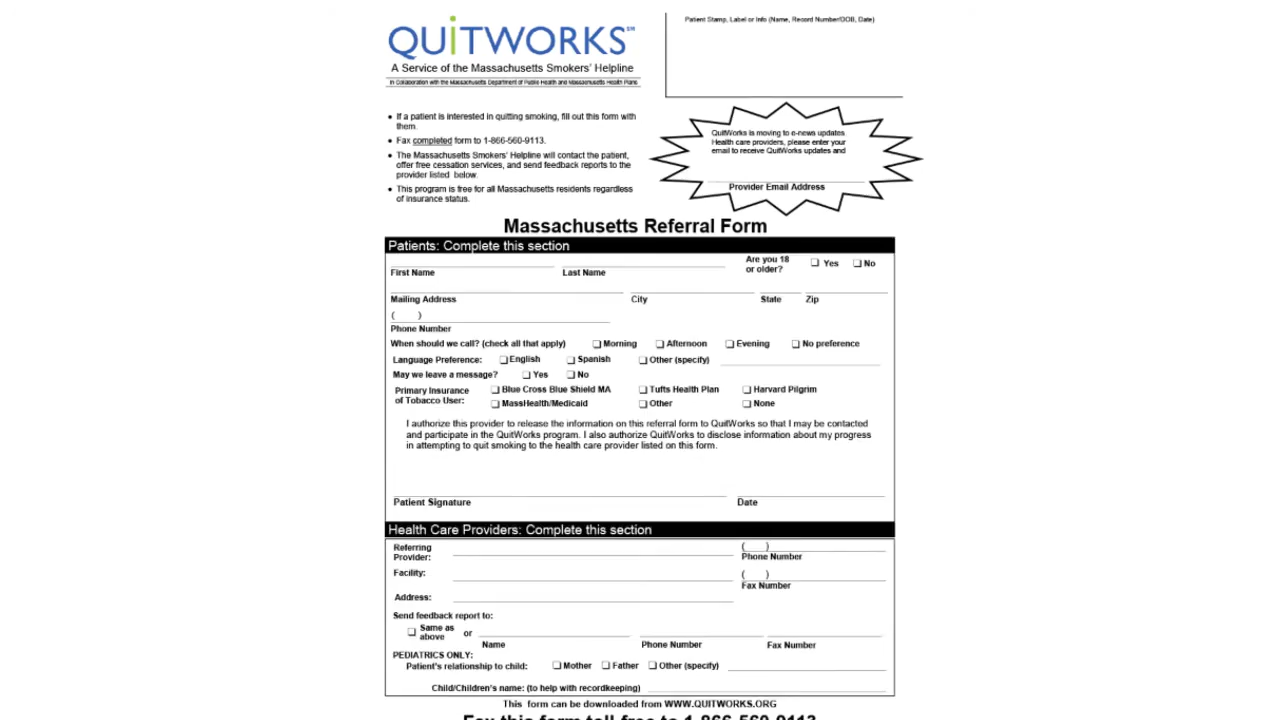 QUiTWORKS℠
A Service of the Massachusetts Smokers' Helpline
In Collaboration with the Massachusetts Department of Public Health and Massachusetts Health Plans
Patient Stamp, Label or Info (Name, Record Number/DOB, Date)
• If a patient is interested in quitting smoking, fill out this form with
them.
• Fax completed form to 1-866-560-9113.
• The Massachusetts Smokers' Helpline will contact the patient,
offer free cessation services, and send feedback reports to the
provider listed below.
• This program is free for all Massachusetts residents regardless
of insurance status.
QuitWorks is moving to e-news updates
Health care providers, please enter your
email to receive QuitWorks updates and
Provider Email Address
Massachusetts Referral Form
Patients: Complete this section
Are you 18
or older? ❑ Yes ❑ No
First Name Last Name
Mailing Address City State Zip
( )
Phone Number
When should we call? (check all that apply) ❑ Morning ❑ Afternoon ❑ Evening ❑ No preference
Language Preference: ❑ English ❑ Spanish ❑ Other (specify)
May we leave a message? ❑ Yes ❑ No
Primary Insurance
of Tobacco User:
❑ Blue Cross Blue Shield MA ❑ Tufts Health Plan ❑ Harvard Pilgrim
❑ MassHealth/Medicaid ❑ Other ❑ None
I authorize this provider to release the information on this referral form to QuitWorks so that I may be contacted
and participate in the QuitWorks program. I also authorize QuitWorks to disclose information about my progress
in attempting to quit smoking to the health care provider listed on this form.
Patient Signature Date
Health Care Providers: Complete this section
Referring
Provider:
( )
Phone Number
Facility:
( )
Fax Number
Address:
Send feedback report to:
❑ Same as
above
or
Name Phone Number Fax Number
PEDIATRICS ONLY:
Patient's relationship to child: ❑ Mother ❑ Father ❑ Other (specify)
Child/Children's name: (to help with recordkeeping)
This form can be downloaded from WWW.QUITWORKS.ORG
Fax this form toll free to 1-866-560-9113